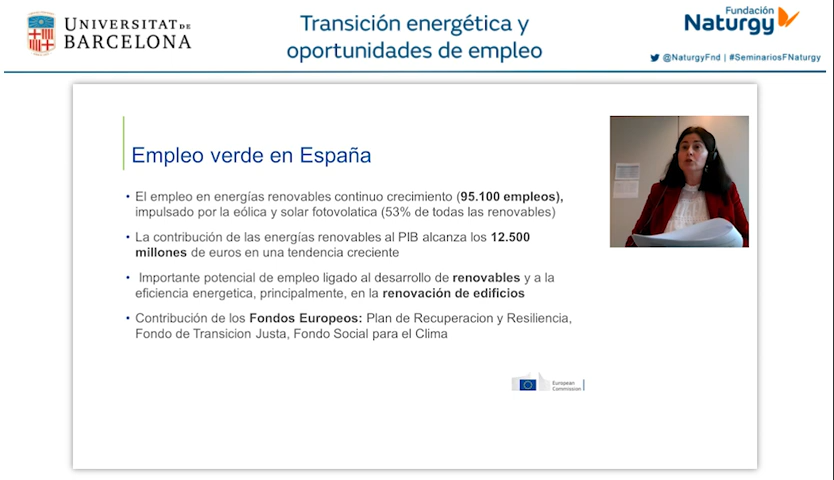 UNIVERSITAT DE
BARCELONA
Transición energética y
oportunidades de empleo
Fundación
Naturgy
@NaturgyFnd | #SeminariosFNaturgy
Empleo verde en España
• El empleo en energías renovables continuo crecimiento (95.100 empleos),
impulsado por la eólica y solar fotovolatica (53% de todas las renovables)
• La contribución de las energías renovables al PIB alcanza los 12.500
millones de euros en una tendencia creciente
• Importante potencial de empleo ligado al desarrollo de renovables y a la
eficiencia energetica, principalmente, en la renovación de edificios
• Contribución de los Fondos Europeos: Plan de Recuperacion y Resiliencia,
Fondo de Transicion Justa, Fondo Social para el Clima
European
Commission